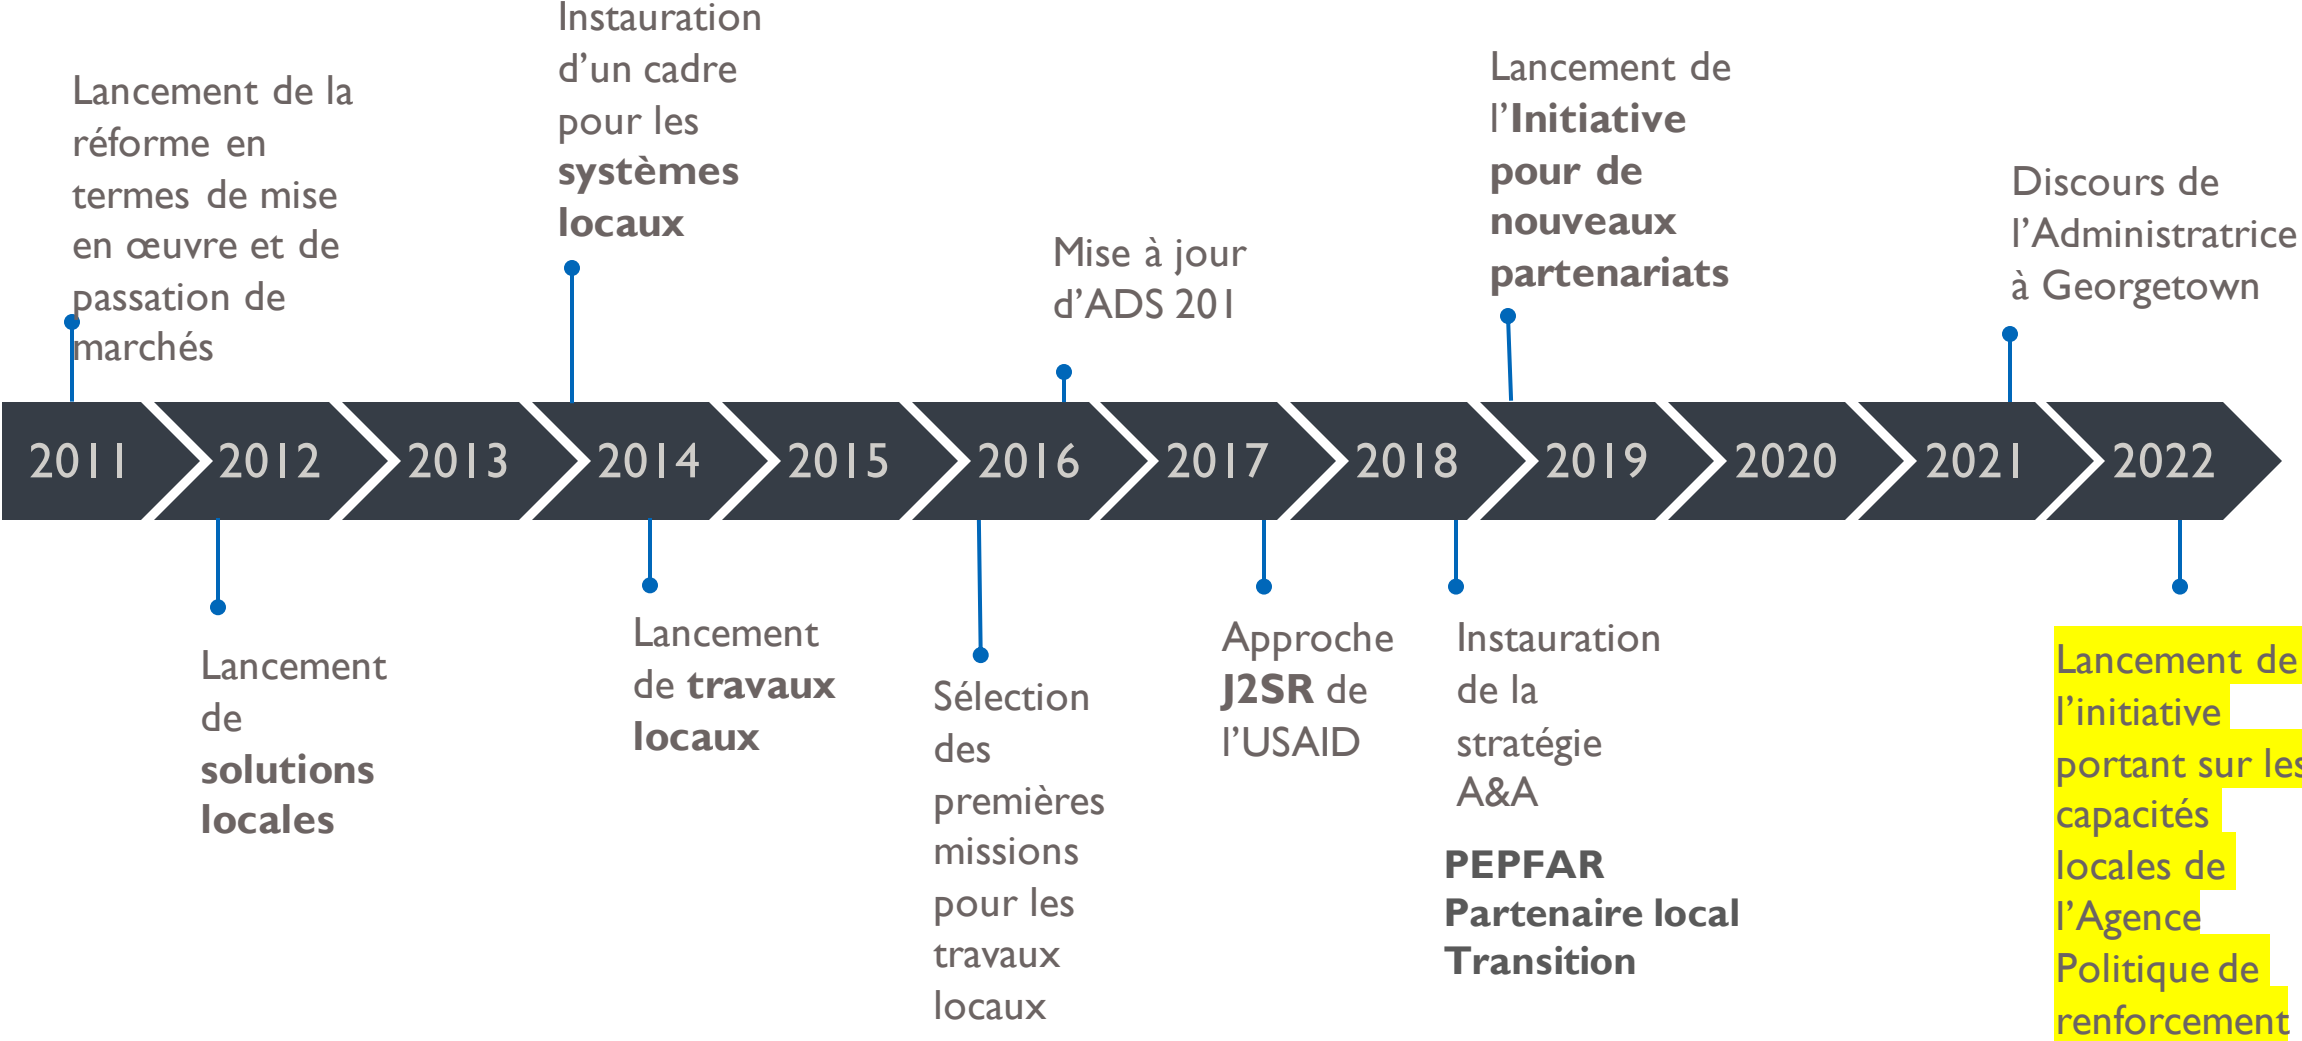 Instauration
d’un cadre
pour les
systèmes
locaux
Lancement de la
réforme en
termes de mise
en œuvre et de
passation de
marchés
Mise à jour
d’ADS 201
Lancement de
l’Initiative
pour de
nouveaux
partenariats
Discours de
l’Administratrice
à Georgetown
2011 2012 2013 2014 2015 2016 2017 2018 2019 2020 2021 2022
Lancement
de
solutions
locales
Lancement
de travaux
locaux
Sélection
des
premières
missions
pour les
travaux
locaux
Approche
J2SR de
l’USAID
Instauration
de la
stratégie
A&A
PEPFAR
Partenaire local
Transition
Lancement de
l’initiative
portant sur les
capacités
locales de
l’Agence
Politique de
renforcement